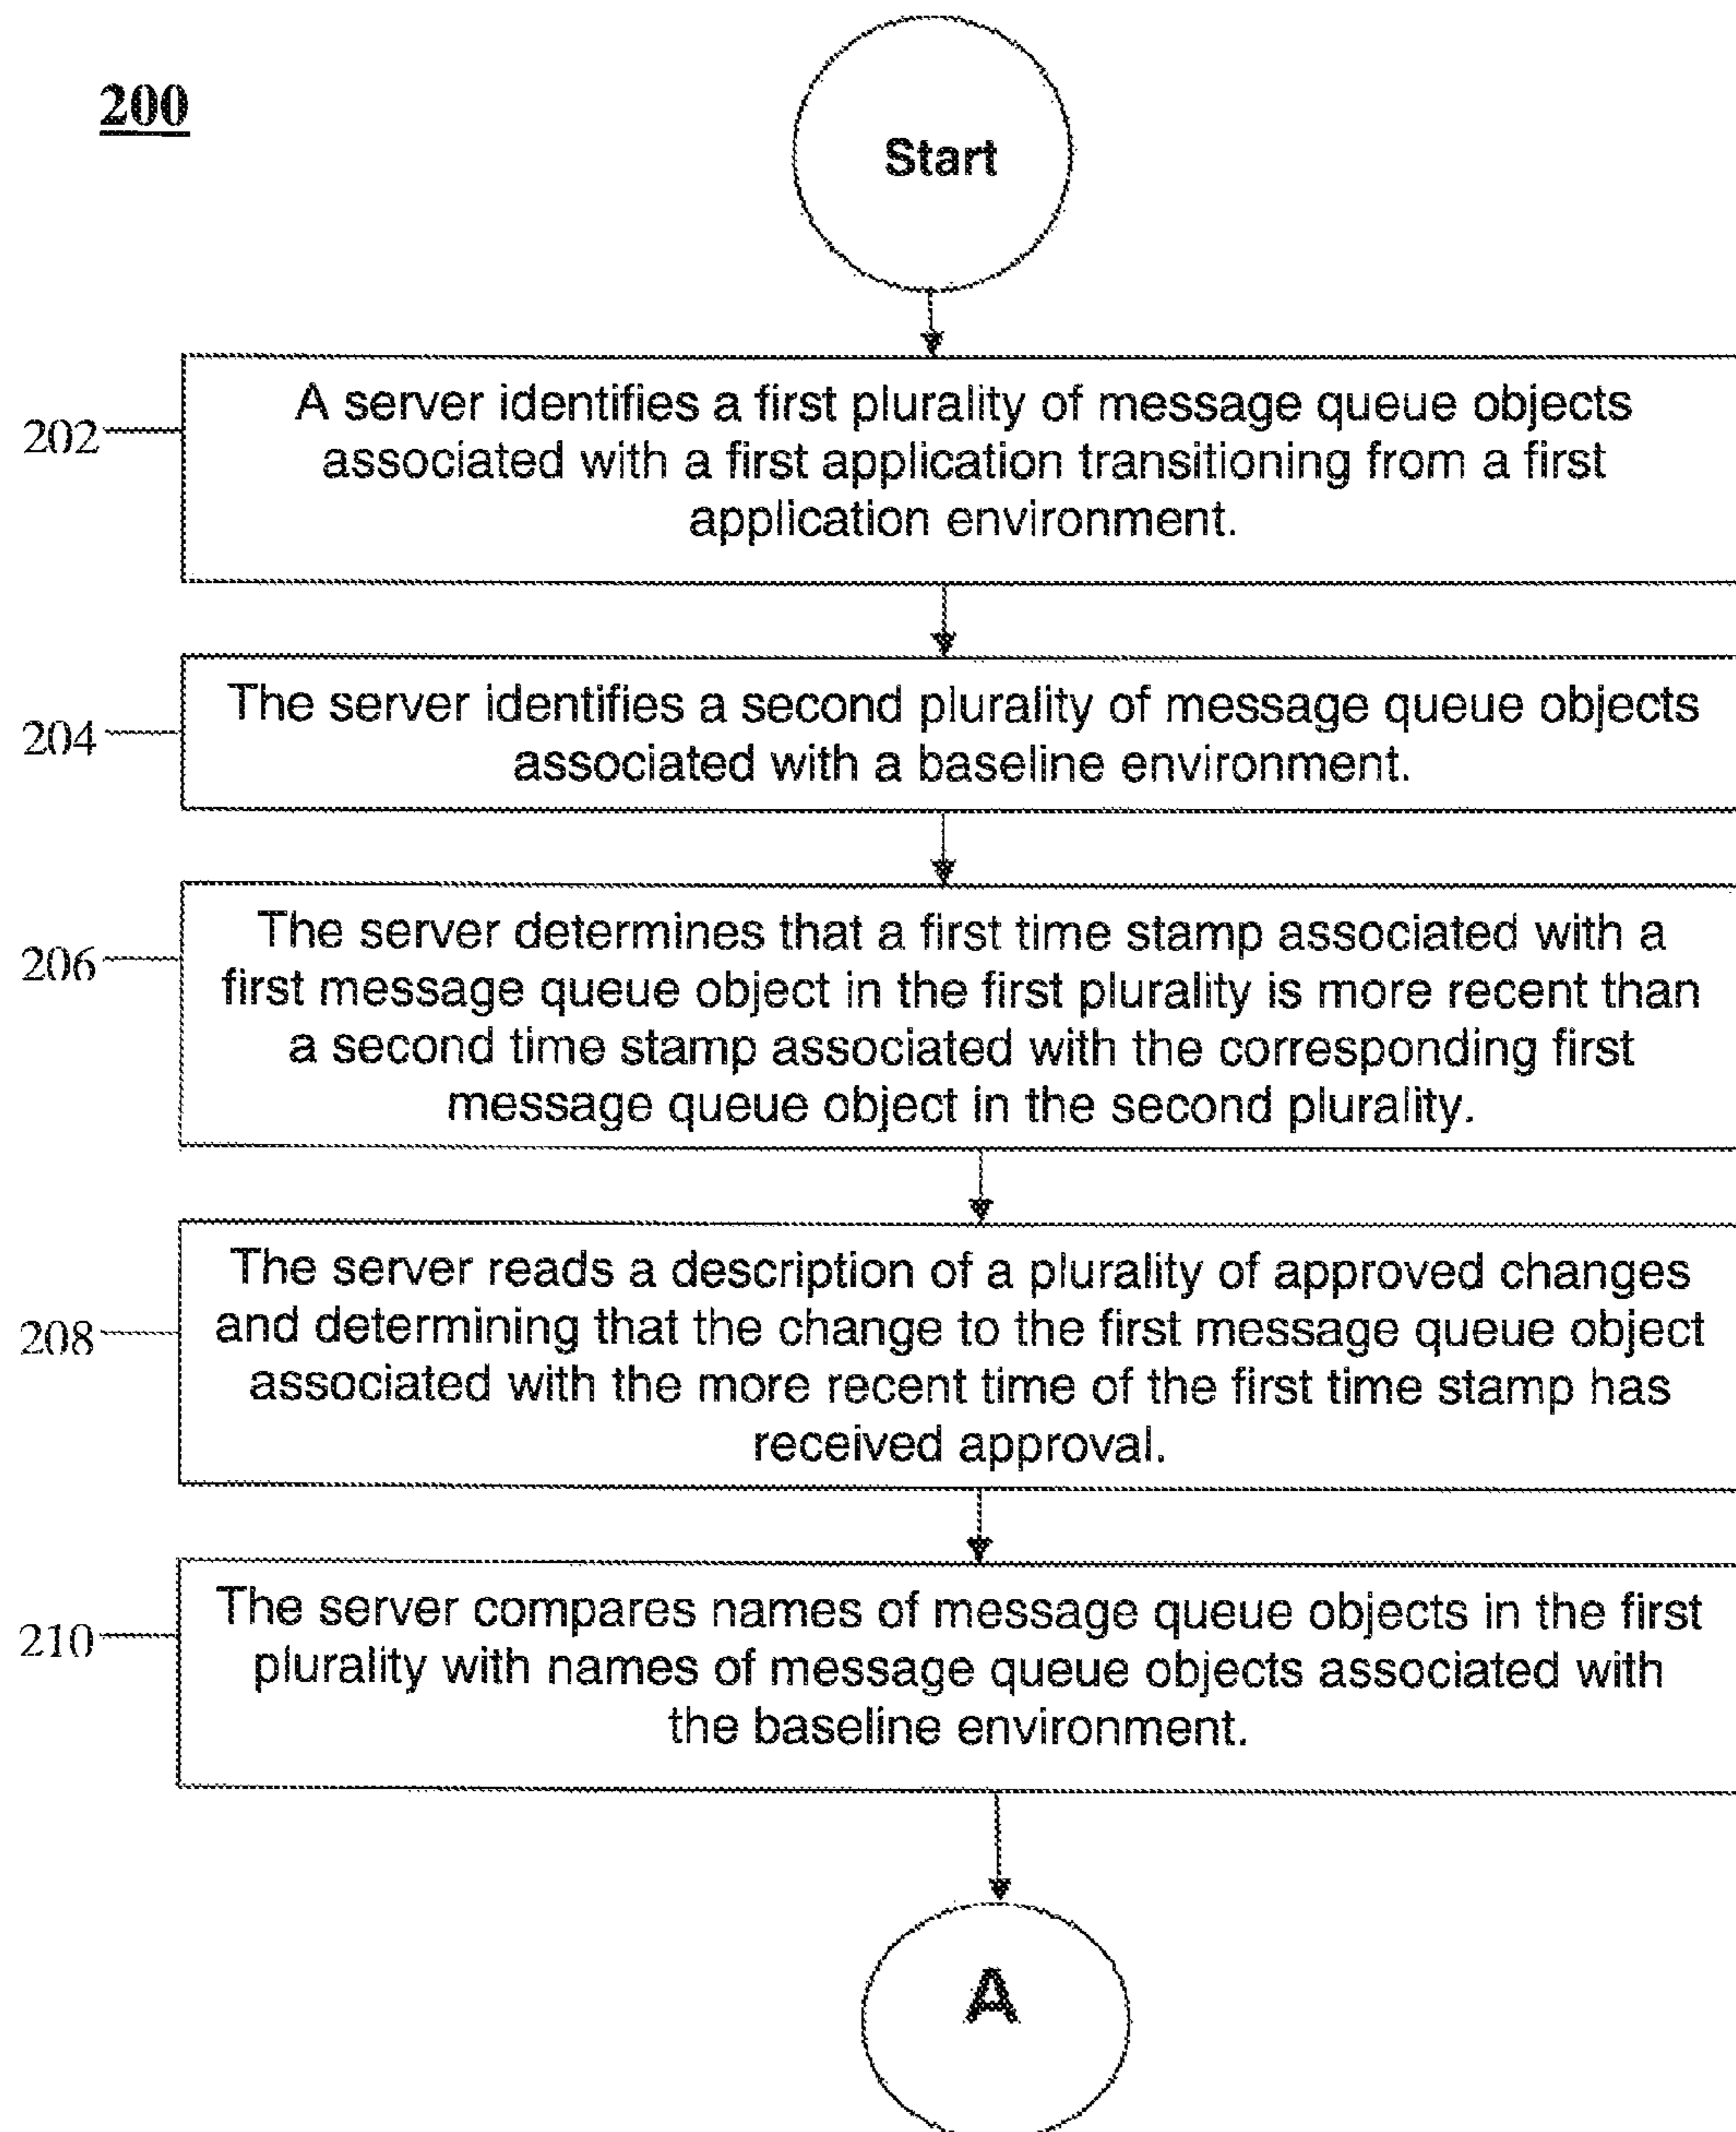 200
Start
202
A server identifies a first plurality of message queue objects
associated with a first application transitioning from a first
application environment.
204
The server identifies a second plurality of message queue objects
associated with a baseline environment.
206
The server determines that a first time stamp associated with a
first message queue object in the first plurality is more recent than
a second time stamp associated with the corresponding first
message queue object in the second plurality.
208
The server reads a description of a plurality of approved changes
and determining that the change to the first message queue object
associated with the more recent time of the first time stamp has
received approval.
210
The server compares names of message queue objects in the first
plurality with names of message queue objects associated with
the baseline environment.
A